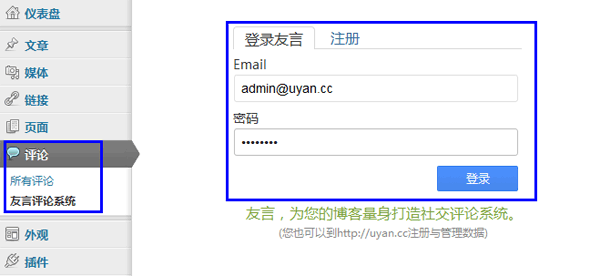 仪表盘
文章
媒体
链接
页面
评论
所有评论
友言评论系统
外观
插件
登录友言 注册
Email
admin@uyan.cc
密码
••••••••
登录
友言，为您的博客量身打造社交评论系统。
(您也可以到http://uyan.cc注册与管理数据)